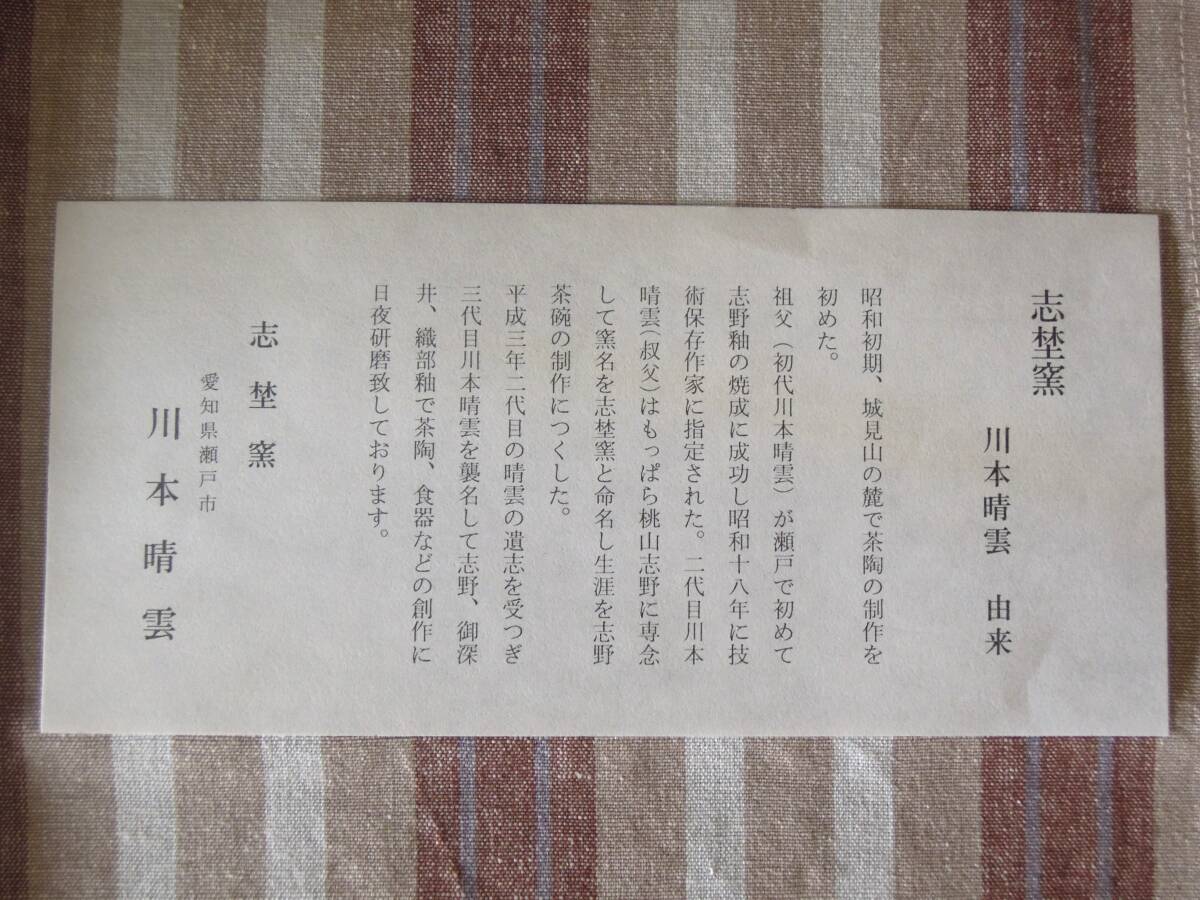 志埜窯
川本晴雲 由来
昭和初期、城見山の麓で茶陶の制作を
初めた。
祖父(初代川本晴雲)が瀬戸で初めて
志野釉の焼成に成功し昭和十八年に技
術保存作家に指定された。二代目川本
晴雲(叔父)はもっぱら桃山志野に専念
して窯名を志埜窯と命名し生涯を志野
茶碗の制作につくした。
平成三年二代目の晴雲の遺志を受つぎ
三代目川本晴雲を襲名して志野、御深
井、織部釉で茶陶、食器などの創作に
日夜研磨致しております。
志埜窯
愛知県瀬戸市
川本晴雲